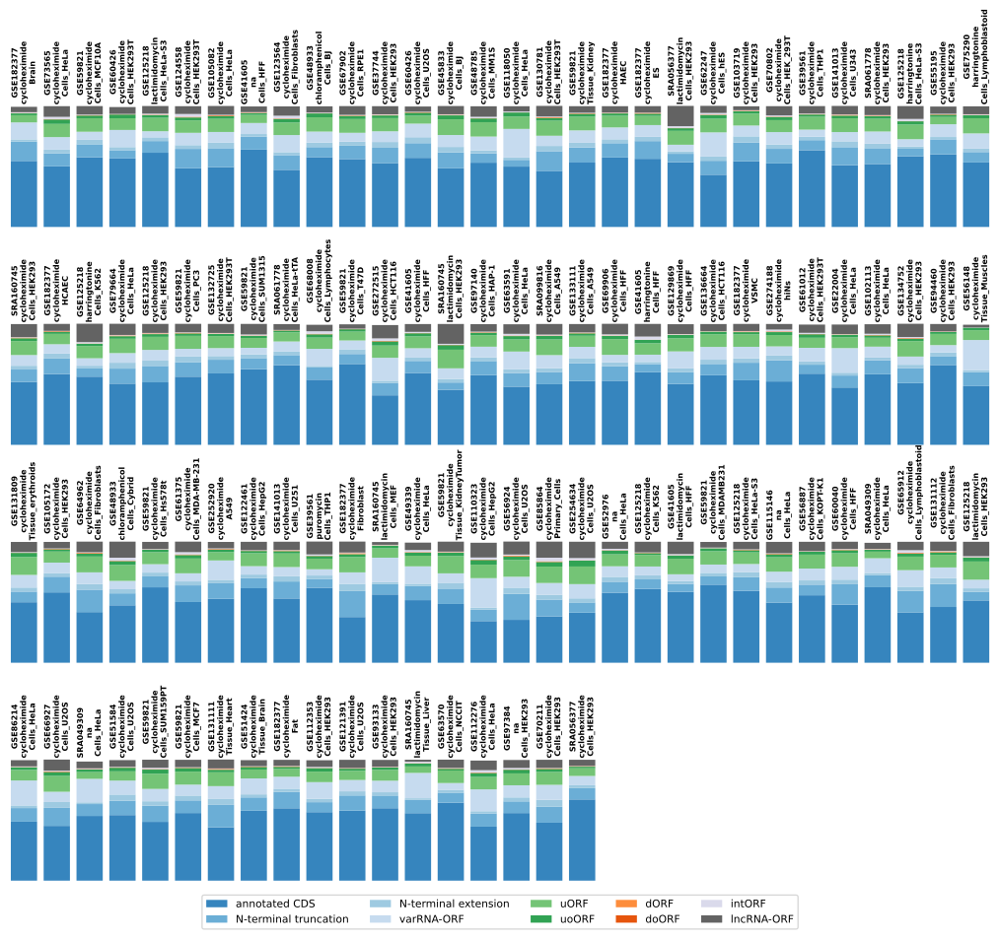 GSE182377
cycloheximide
Brain
GSE73565
cycloheximide
Cells_HeLa
GSE59821
cycloheximide
Cells_MCF10A
GSE60426
cycloheximide
Cells_HEK293T
GSE125218
lactimidomycin
Cells_HeLa-S3
GSE124558
cycloheximide
Cells_HEK293T
cycloheximide
Cells_HeLa
GSE41605
na
Cells_HFF
GSE123564
cycloheximide
Cells_Fibroblasts
GSE48933
chloramphenicol
Cells_BJ
GSE67902
cycloheximide
Cells_RPE1
GSE37744
cycloheximide
Cells_HEK293
GSE60426
cycloheximide
Cells_U2OS
GSE45833
cycloheximide
Cells_BJ
GSE48785
cycloheximide
Cells_MM1S
GSE118050
cycloheximide
Cells_HeLa
GSE130781
cycloheximide
Cells_HEK293T
GSE59821
cycloheximide
Tissue_Kidney
GSE182377
cycloheximide
HAEC
GSE182377
cycloheximide
ES
SRA056377
lactimidomycin
Cells_HEK293
GSE62247
cycloheximide
Cells_hES
GSE103719
cycloheximide
Cells_HEK293
GSE70802
cycloheximide
Cells_HEK_293T
GSE39561
cycloheximide
Cells_THP1
GSE141013
cycloheximide
Cells_U343
SRA061778
cycloheximide
Cells_HEK293
GSE125218
harringtonine
Cells_HeLa-S3
GSE55195
cycloheximide
Cells_HEK293
GSE75290
harringtonine
Cells_Lymphoblastoid
SRA160745
cycloheximide
Cells_HEK293
GSE182377
cycloheximide
HCAEC
GSE125218
harringtonine
Cells_K562
GSE79664
cycloheximide
Cells_HeLa
GSE125218
cycloheximide
Cells_HEK293
GSE59821
cycloheximide
Cells_PC3
GSE132725
cycloheximide
Cells_HEK293T
GSE59821
na
Cells_SUM1315
SRA061778
cycloheximide
Cells_HeLa-tTA
GSE68008
cycloheximide
Cells_Lymphocytes
GSE59821
cycloheximide
Cells_T47D
GSE72515
cycloheximide
Cells_HCT116
GSE41605
cycloheximide
Cells_HFF
SRA160745
lactimidomycin
Cells_HEK293
GSE97140
cycloheximide
Cells_HAP-1
GSE63591
cycloheximide
Cells_HeLa
SRA099816
cycloheximide
Cells_A549
GSE133111
cycloheximide
Cells_A549
GSE69906
cycloheximide
Cells_HFF
GSE41605
harringtonine
Cells_HFF
GSE129869
cycloheximide
Cells_HFF
GSE136664
cycloheximide
Cells_HCT116
GSE182377
cycloheximide
VSMC
GSE274188
cycloheximide
hiNs
GSE61012
cycloheximide
Cells_HEK293T
GSE22004
cycloheximide
Cells_HeLa
GSE102113
cycloheximide
Cells_HeLa
GSE73136
cycloheximide
Cells_HEK293
GSE94460
cycloheximide
Cells_HEK293
GSE56148
cycloheximide
Tissue_Muscles
GSE131809
cycloheximide
Tissue_erythroids
GSE105172
cycloheximide
Cells_HEK293
GSE64962
cycloheximide
Cells_Fibroblasts
GSE48933
chloramphenicol
Cells_Cybrid
GSE59821
cycloheximide
Cells_HS78t
GSE61375
cycloheximide
Cells_MDA-MB-231
GSE252920
cycloheximide
A549
GSE122461
cycloheximide
Cells_HepG2
GSE141013
cycloheximide
Cells_U251
GSE39561
puromycin
Cells_THP1
GSE182377
cycloheximide
Fibroblast
SRA160745
lactimidomycin
Cells_MEF
GSE49339
cycloheximide
Cells_HeLa
GSE59821
cycloheximide
Tissue_KidneyTumor
SRA110323
cycloheximide
Cells_HepG2
GSE56924
cycloheximide
Cells_U2OS
GSE64664
cycloheximide
Primary_Cells
GSE254634
cycloheximide
Cells_U2OS
GSE52976
na
Cells_HeLa
GSE125218
cycloheximide
Cells_K562
GSE41605
lactimidomycin
Cells_HFF
GSE59821
cycloheximide
Cells_MDAMB231
GSE125218
cycloheximide
Cells_HeLa-S3
GSE115146
na
Cells_HeLa
GSE56887
cycloheximide
Cells_KOPT-K1
GSE60040
cycloheximide
Cells_HFF
SRA049309
cycloheximide
Cells_HeLa
GSE65912
cycloheximide
Cells_Lymphoblastoid
GSE131112
cycloheximide
Cells_Fibroblasts
GSE125218
lactimidomycin
Cells_HEK293
GSE86214
cycloheximide
Cells_HeLa
GSE66927
cycloheximide
Cells_U2OS
SRA049309
na
Cells_HeLa
GSE51584
cycloheximide
Cells_U2OS
GSE59821
cycloheximide
Cells_SUM159PT
GSE59821
cycloheximide
Cells_MCF7
GSE131111
cycloheximide
Tissue_Heart
GSE51424
cycloheximide
Tissue_Brain
GSE182377
cycloheximide
Fat
GSE112353
cycloheximide
Cells_HEK293
GSE112391
cycloheximide
Cells_U2OS
GSE93133
cycloheximide
Cells_HEK293
SRA160745
lactimidomycin
Tissue_Liver
GSE63570
cycloheximide
Cells_NCCIT
GSE112276
cycloheximide
Cells_HeLa
GSE97384
na
Cells_HEK293
GSE70211
cycloheximide
Cells_HEK293
SRA056377
cycloheximide
Cells_HEK293
annotated CDS
N-terminal truncation
N-terminal extension
varRNA-ORF
uORF
uoORF
dORF
doORF
intORF
lncRNA-ORF